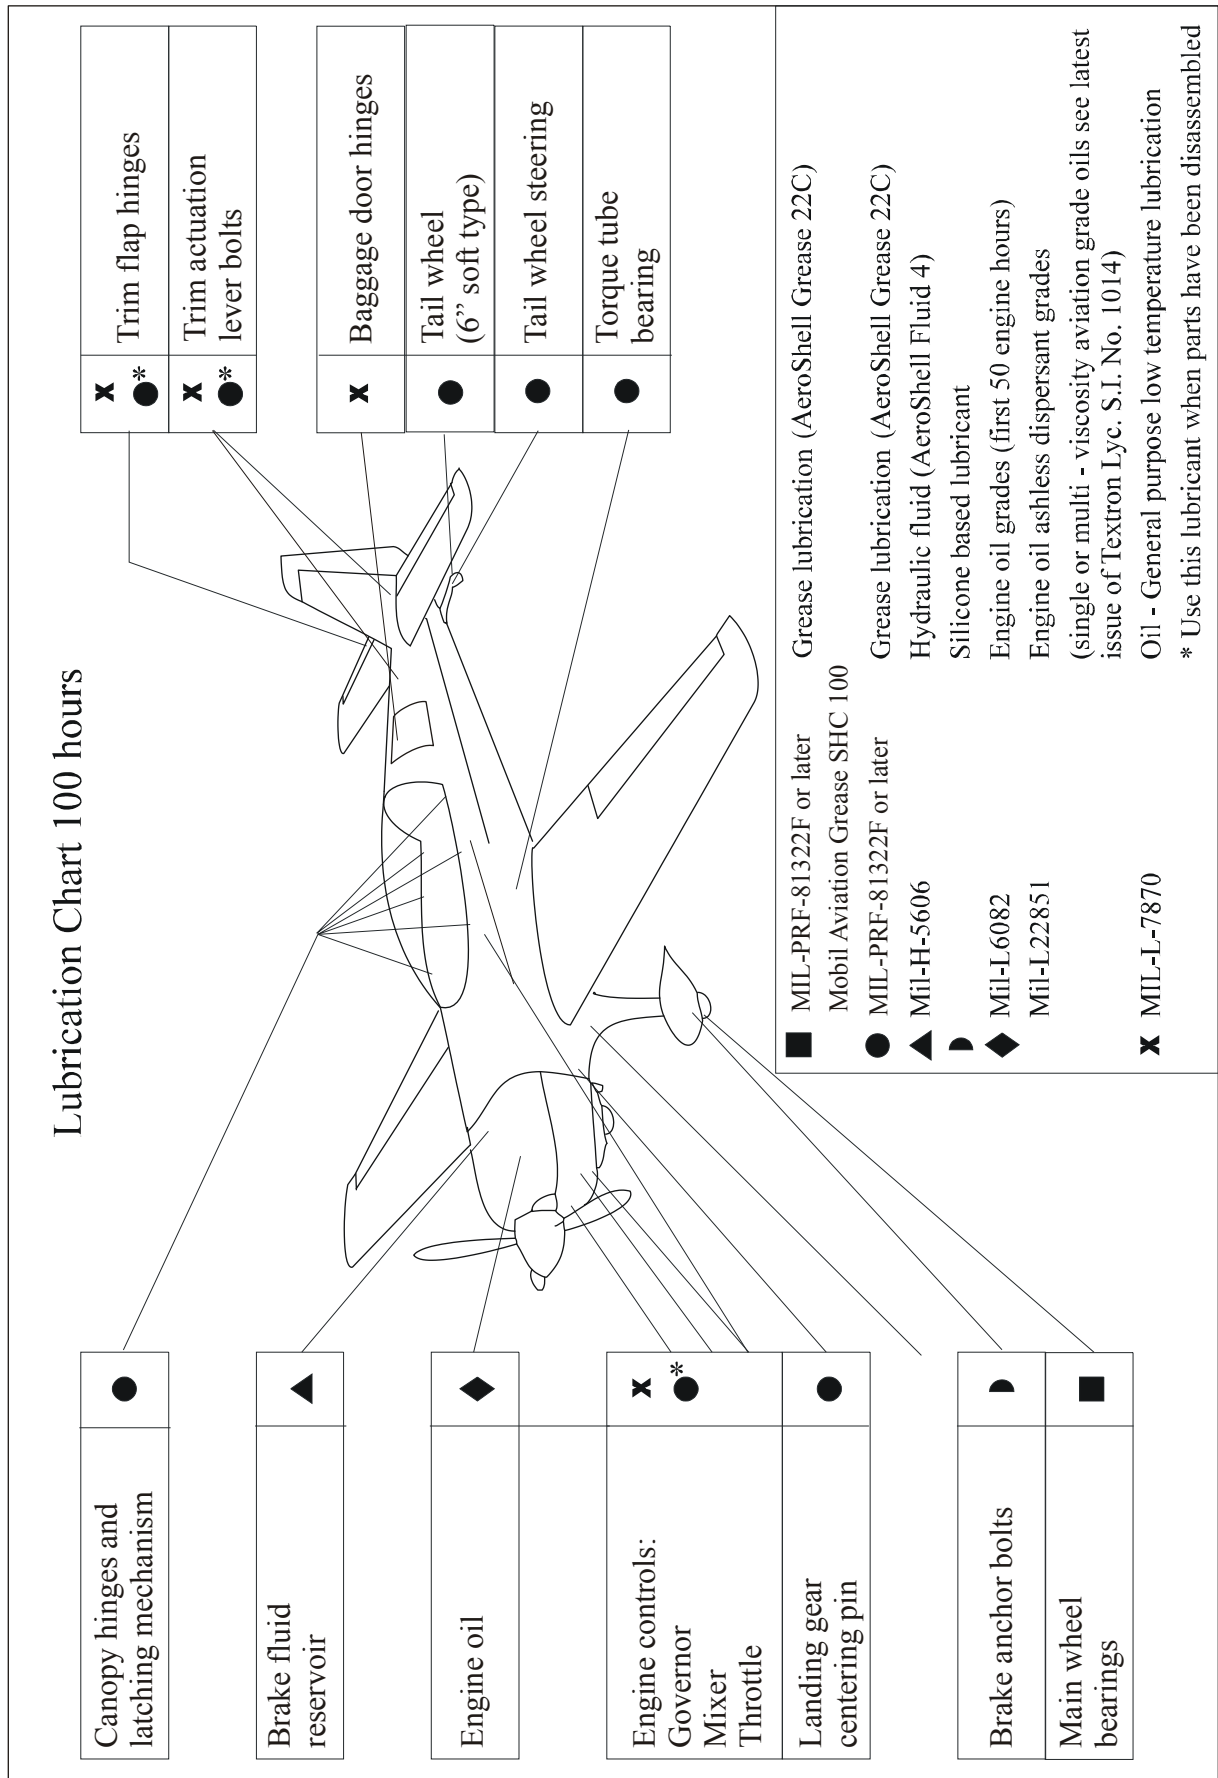 Lubrication Chart 100 hours
Canopy hinges and
latching mechanism
Brake fluid
reservoir
Engine oil
Engine controls:
Governor
Mixer
Throttle
Landing gear
centering pin
Brake anchor bolts
Main wheel
bearings
*
Trim flap hinges
*
Trim actuation
lever bolts
*
Baggage door hinges
Tail wheel
(6” soft type)
Tail wheel steering
Torque tube
bearing
MIL-PRF-81322F or later Grease lubrication (AeroShell Grease 22C)
Mobil Aviation Grease SHC 100
MIL-PRF-81322F or later Grease lubrication (AeroShell Grease 22C)
Mil-H-5606 Hydraulic fluid (AeroShell Fluid 4)
Silicone based lubricant
Mil-L6082 Engine oil grades (first 50 engine hours)
Mil-L22851 Engine oil ashless dispersant grades
(single or multi - viscosity aviation grade oils see latest
issue of Textron Lyc. S.I. No. 1014)
MIL-L-7870 Oil - General purpose low temperature lubrication
* Use this lubricant when parts have been disassembled